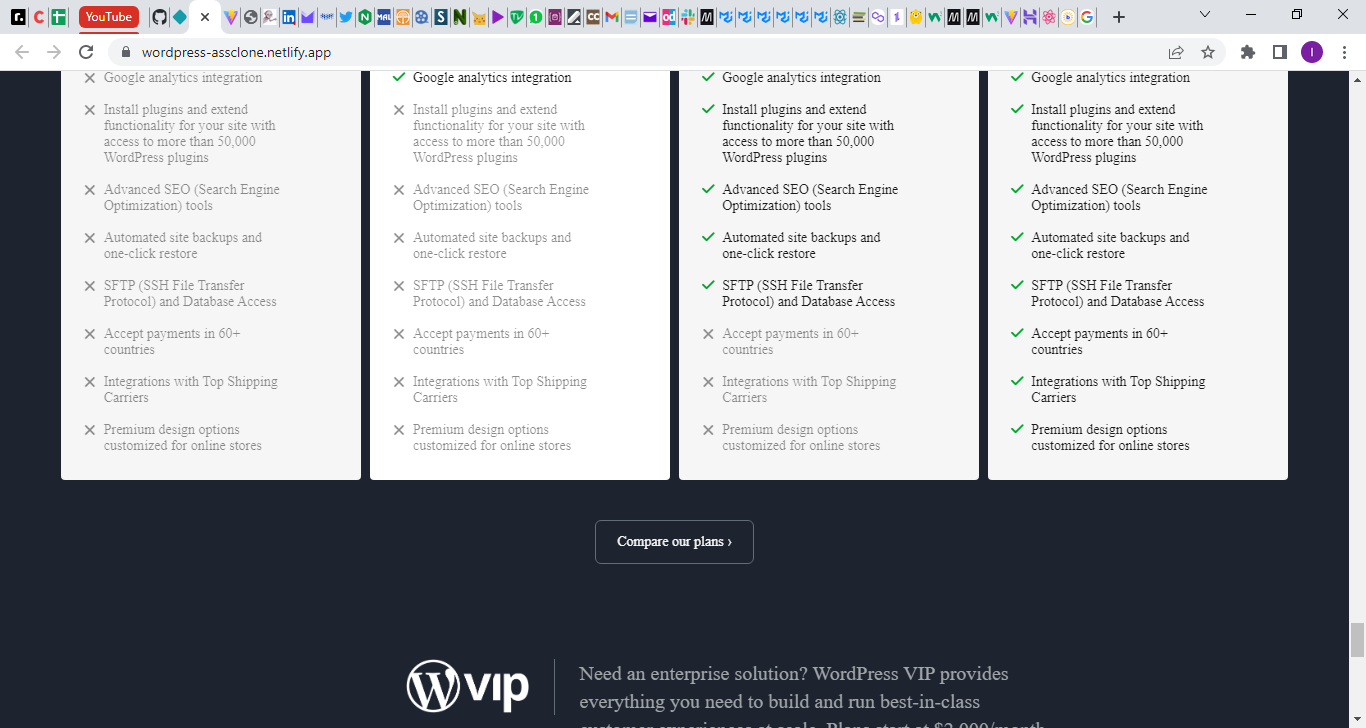 YouTube
wordpress-assclone.netlify.app
Google analytics integration
Install plugins and extend
functionality for your site with
access to more than 50,000
WordPress plugins
Advanced SEO (Search Engine
Optimization) tools
Automated site backups and
one-click restore
SFTP (SSH File Transfer
Protocol) and Database Access
Accept payments in 60+
countries
Integrations with Top Shipping
Carriers
Premium design options
customized for online stores
Google analytics integration
Install plugins and extend
functionality for your site with
access to more than 50,000
WordPress plugins
Advanced SEO (Search Engine
Optimization) tools
Automated site backups and
one-click restore
SFTP (SSH File Transfer
Protocol) and Database Access
Accept payments in 60+
countries
Integrations with Top Shipping
Carriers
Premium design options
customized for online stores
Google analytics integration
Install plugins and extend
functionality for your site with
access to more than 50,000
WordPress plugins
Advanced SEO (Search Engine
Optimization) tools
Automated site backups and
one-click restore
SFTP (SSH File Transfer
Protocol) and Database Access
Accept payments in 60+
countries
Integrations with Top Shipping
Carriers
Premium design options
customized for online stores
Google analytics integration
Install plugins and extend
functionality for your site with
access to more than 50,000
WordPress plugins
Advanced SEO (Search Engine
Optimization) tools
Automated site backups and
one-click restore
SFTP (SSH File Transfer
Protocol) and Database Access
Accept payments in 60+
countries
Integrations with Top Shipping
Carriers
Premium design options
customized for online stores
Compare our plans ›
W vip
Need an enterprise solution? WordPress VIP provides
everything you need to build and run best-in-class
customer experiences at scale. Plans start at $2,000/month